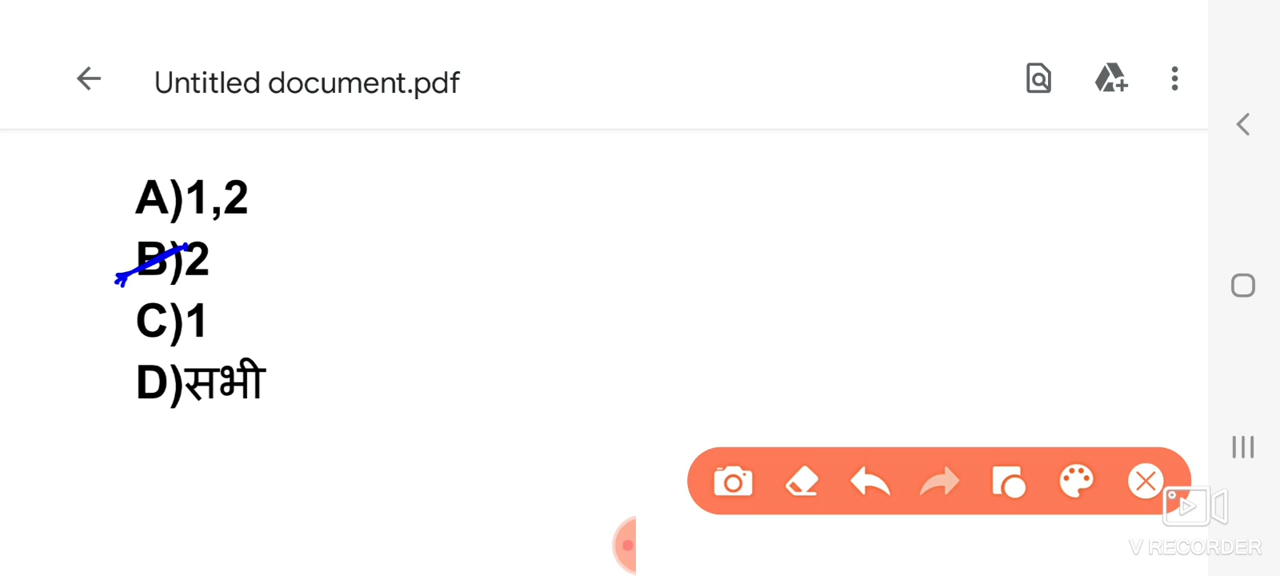 Untitled document.pdf
A)1,2
B)2
C)1
D)सभी
V RECORDER